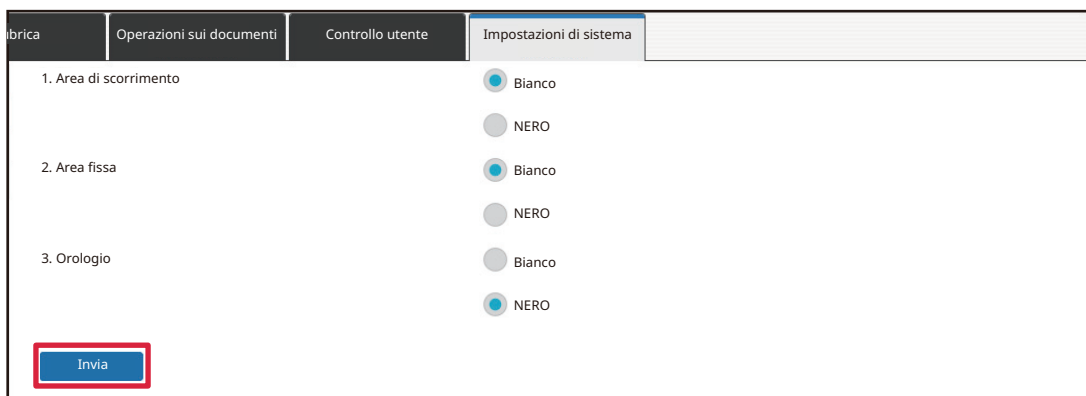 ubrica Operazioni sui documenti Controllo utente Impostazioni di sistema
1. Area di scorrimento Bianco
NERO
2. Area fissa Bianco
NERO
3. Orologio Bianco
NERO
Invia